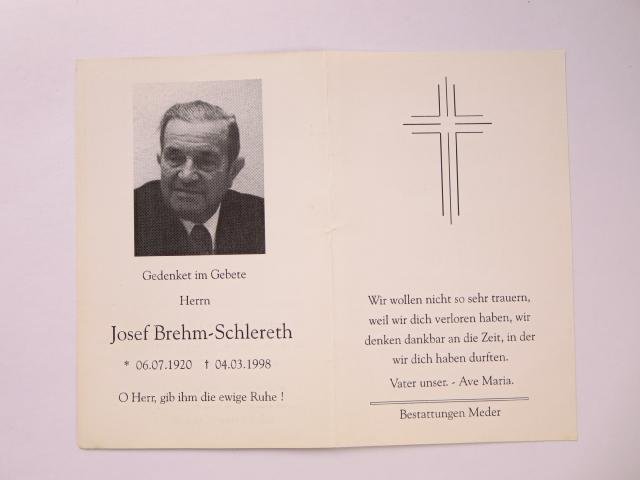 Gedenket im Gebete
Herrn
Josef Brehm-Schlereth
* 06.07.1920 † 04.03.1998
O Herr, gib ihm die ewige Ruhe !
Wir wollen nicht so sehr trauern,
weil wir dich verloren haben, wir
denken dankbar an die Zeit, in der
wir dich haben durften.
Vater unser. - Ave Maria.
Bestattungen Meder